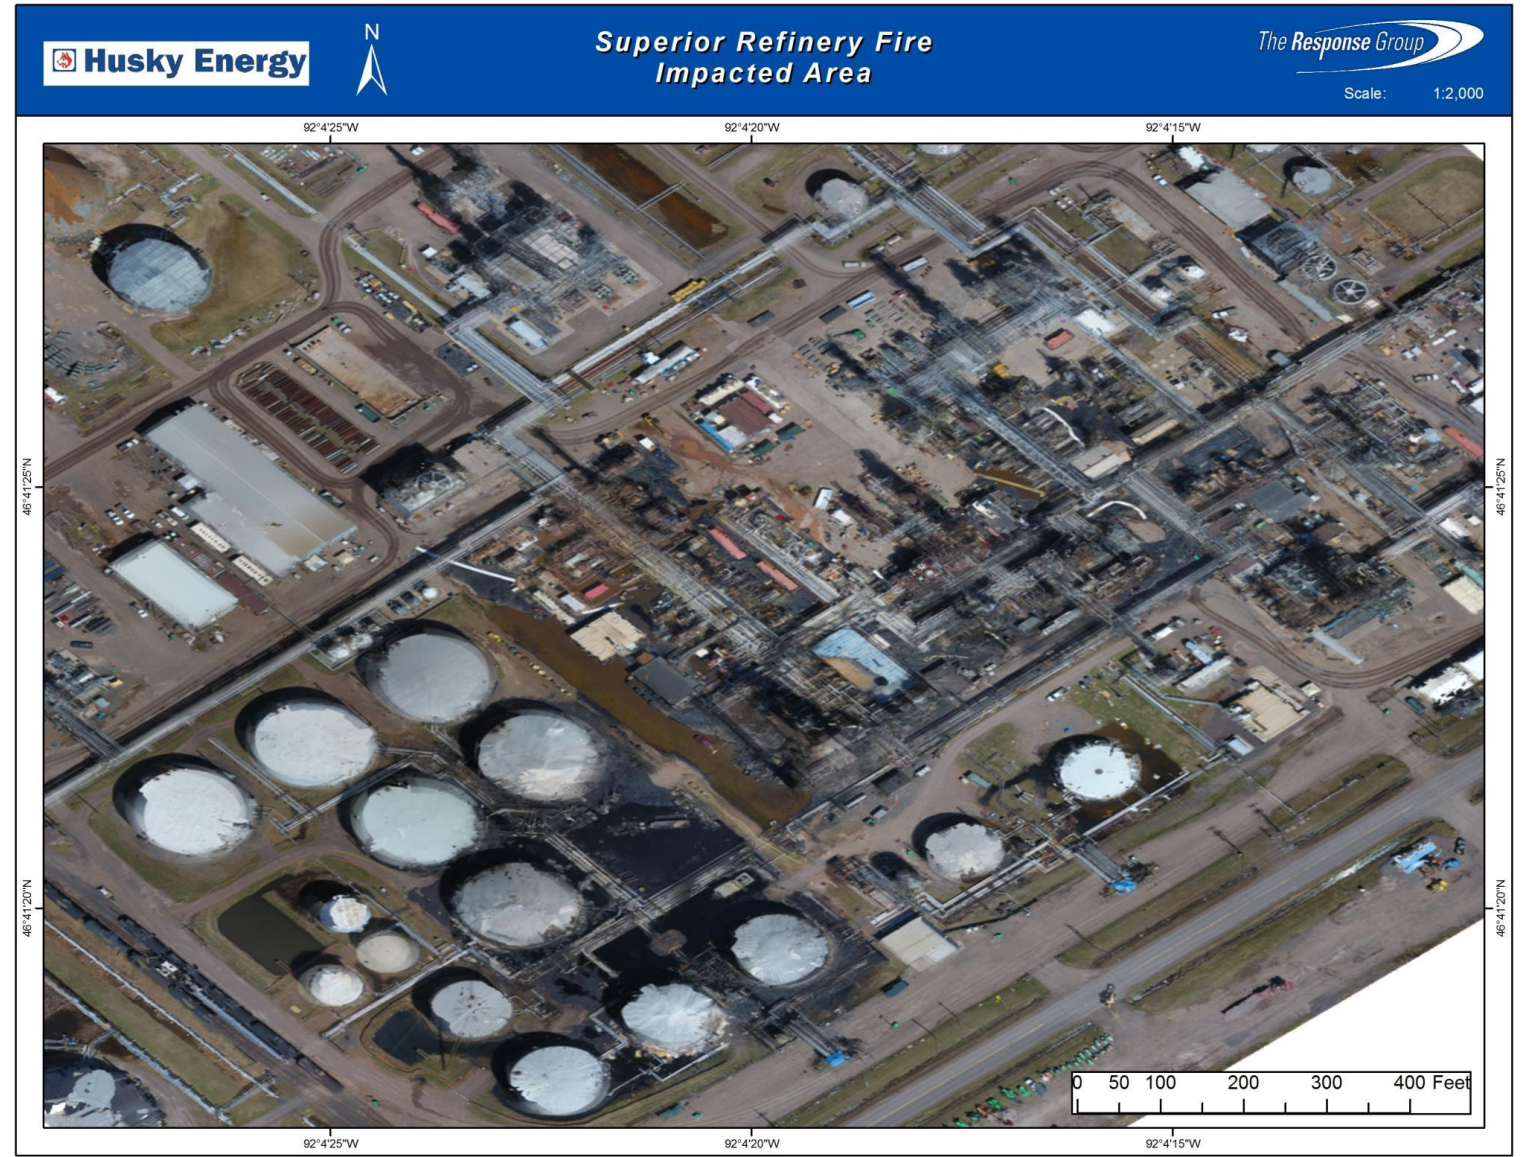 Husky Energy
N
Superior Refinery Fire
Impacted Area
The Response Group
Scale: 1:2,000
92°4'25"W 92°4'20"W 92°4'15"W
46°41'25"N 46°41'25"N
46°41'20"N 46°41'20"N
0 50 100 200 300 400 Feet
92°4'25"W 92°4'20"W 92°4'15"W